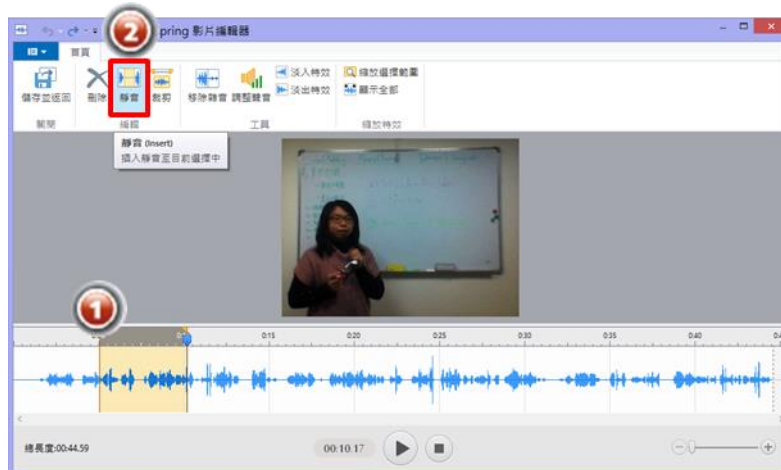 2
pring 影片編輯器
首頁
儲存並返回
刪除
靜音
裁剪
移除雜音
調整聲音
淡入特效
淡出特效
縮放選擇範圍
顯示全部
關閉
編輯
工具
縮放特效
靜音 (Insert)
插入靜音至目前選擇中
1
0:15 0:20 0:25 0:30 0:35 0:40
總長度:00:44.59
00:10.17